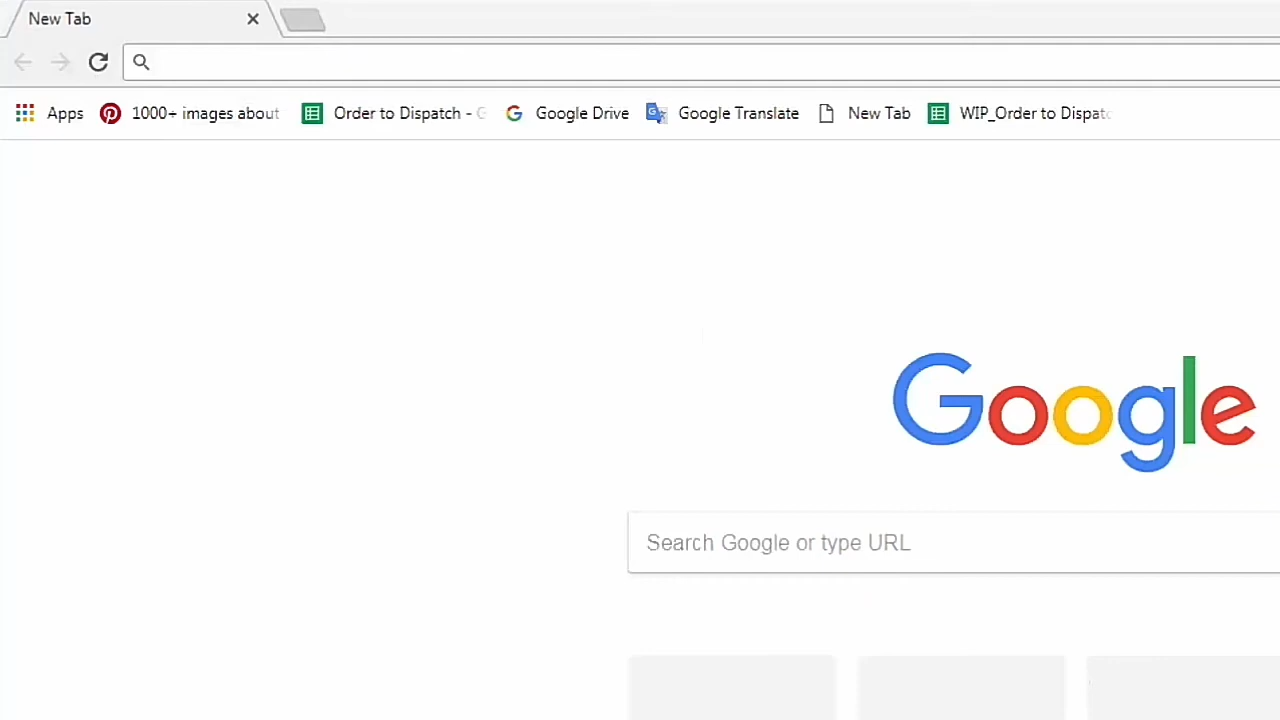 New Tab
Apps 1000+ images about Order to Dispatch - G Google Drive Google Translate New Tab WIP_Order to Dispatc
Google
Search Google or type URL